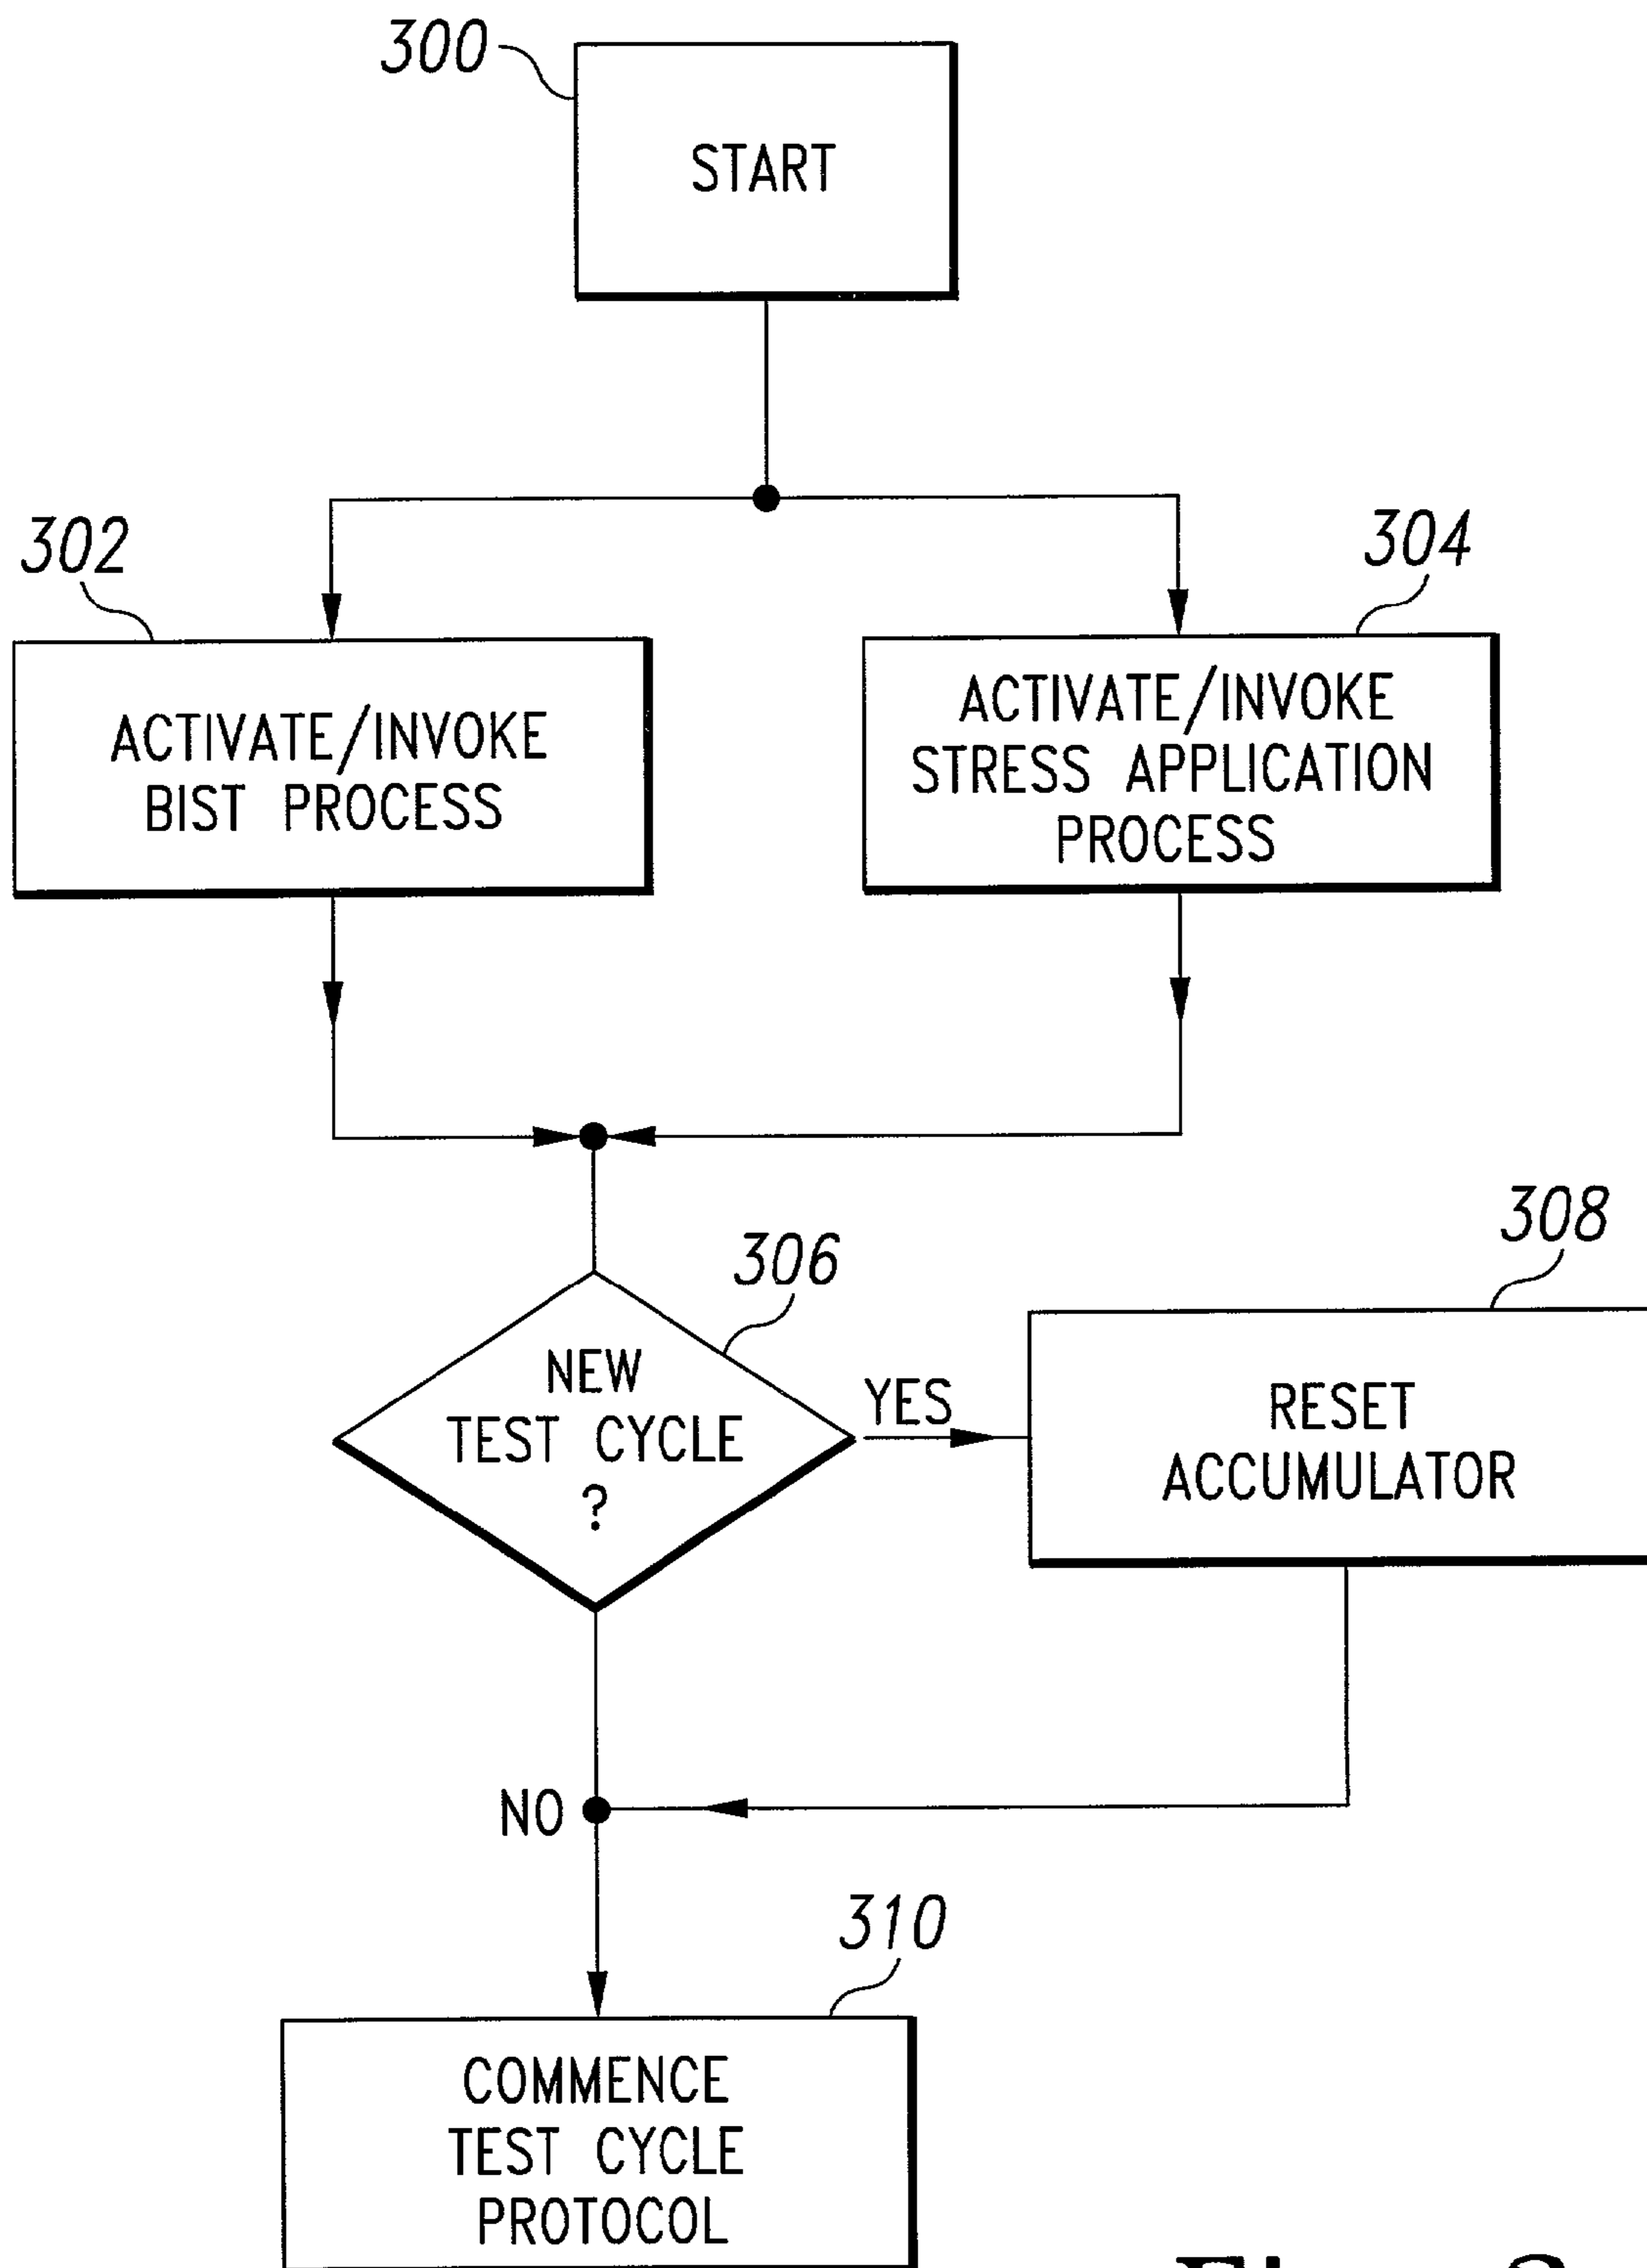 300
START
302
304
ACTIVATE/INVOKE
BIST PROCESS
ACTIVATE/INVOKE
STRESS APPLICATION
PROCESS
306
308
NEW
TEST CYCLE
?
YES
RESET
ACCUMULATOR
NO
310
COMMENCE
TEST CYCLE
PROTOCOL